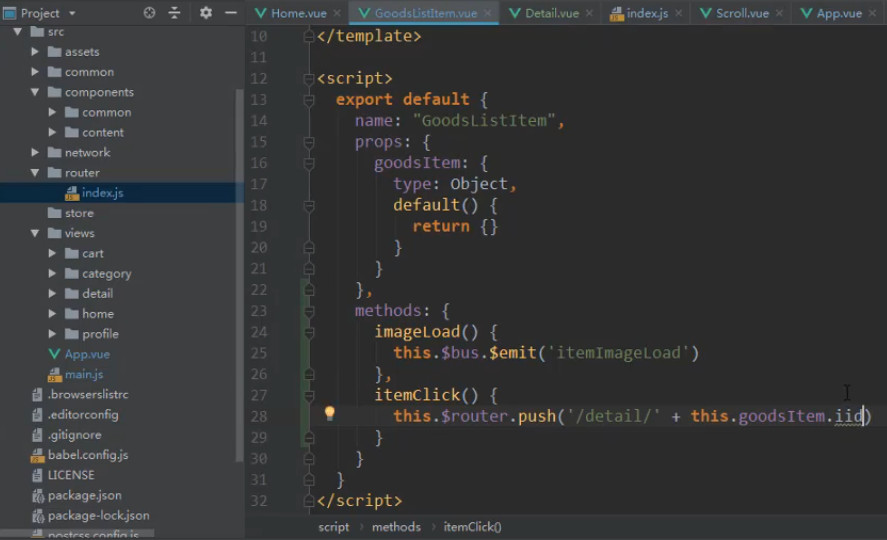 Project
src
assets
common
components
common
content
network
router
index.js
store
views
cart
category
detail
home
profile
App.vue
main.js
.browserslistrc
.editorconfig
.gitignore
babel.config.js
LICENSE
package.json
package-lock.json
postcss.config.js
Home.vue GoodsListItem.vue Detail.vue index.js Scroll.vue App.vue
10 </template>
11
12 <script>
13 export default {
14 name: "GoodsListItem",
15 props: {
16 goodsItem: {
17 type: Object,
18 default() {
19 return {}
20 }
21 }
22 },
23 methods: {
24 imageLoad() {
25 this.$bus.$emit('itemImageLoad')
26 },
27 itemClick() {
28 this.$router.push('/detail/' + this.goodsItem.iid)
29 }
30 }
31 }
32 </script>
script › methods › itemClick()